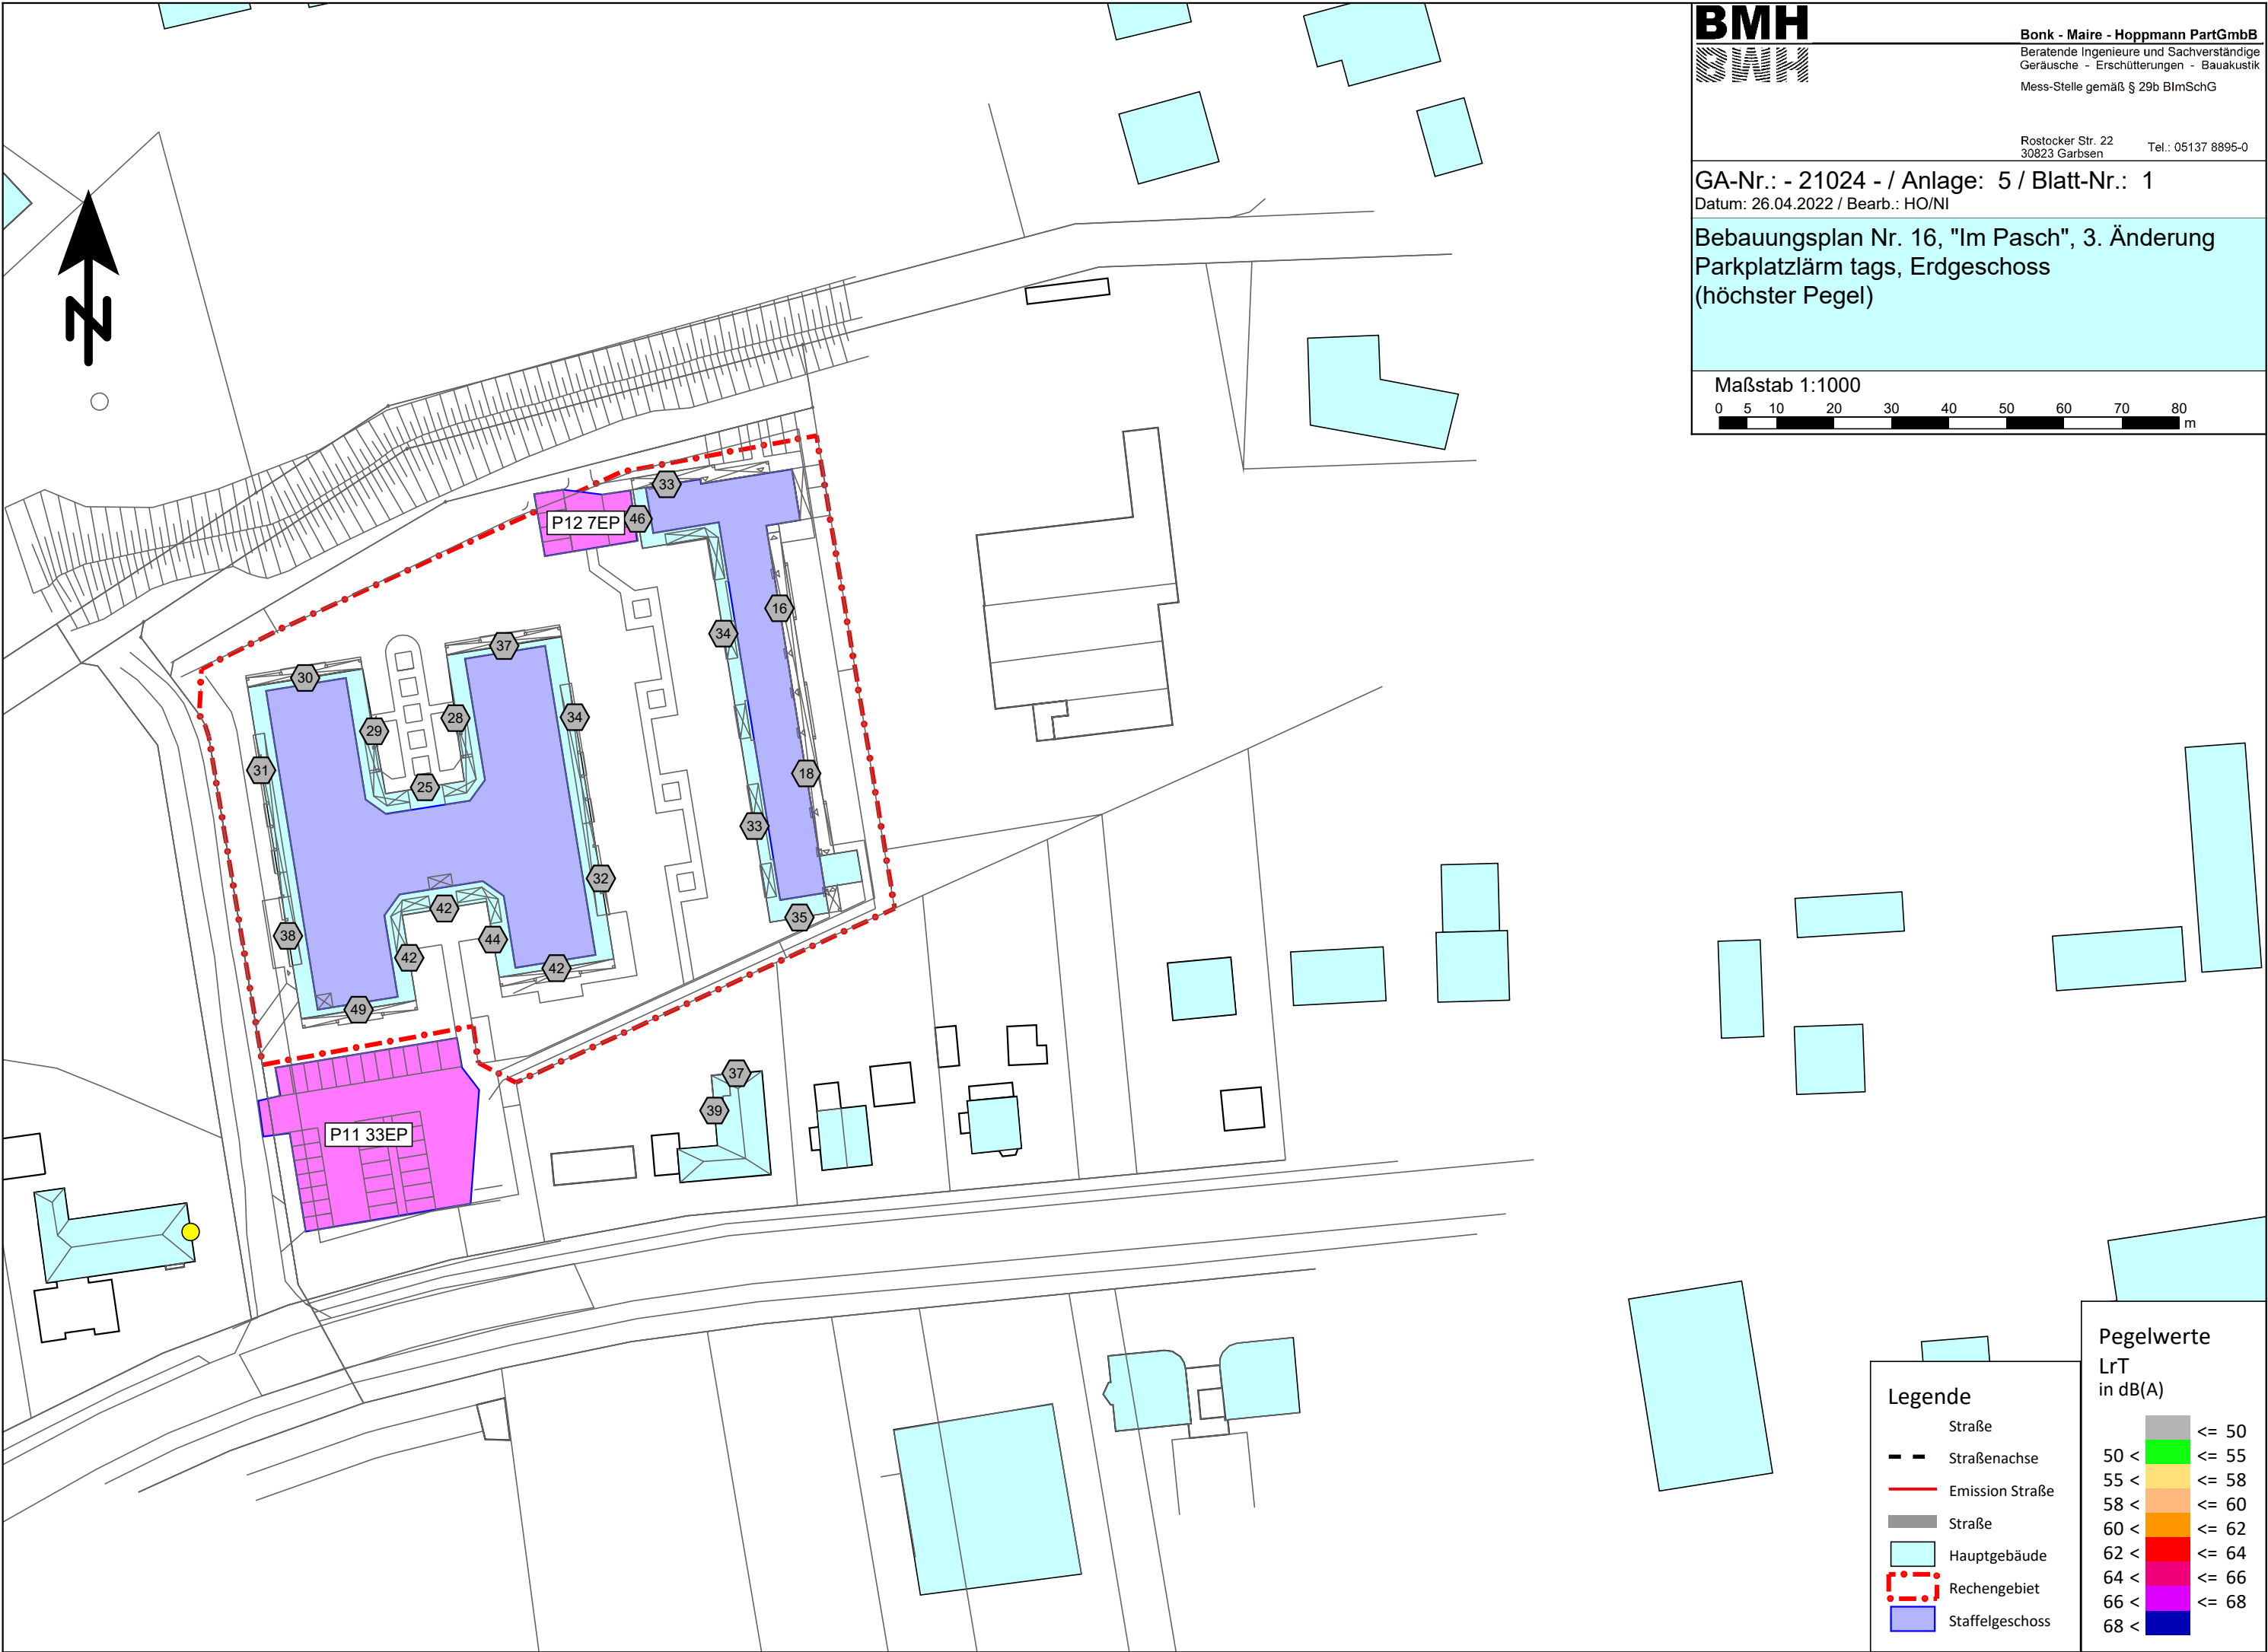 BMH
Bonk - Maire - Hoppmann PartGmbB
BMH
Beratende Ingenieure und Sachverständige
Geräusche - Erschütterungen - Bauakustik
Mess-Stelle gemäß § 29b BImSchG
Rostocker Str. 22
30823 Garbsen
Tel.: 05137 8895-0
GA-Nr.: - 21024 - / Anlage: 5 / Blatt-Nr.: 1
Datum: 26.04.2022 / Bearb.: HO/NI
Bebauungsplan Nr. 16, "Im Pasch", 3. Änderung
Parkplatzlärm tags, Erdgeschoss
(höchster Pegel)
Maßstab 1:1000
0 5 10 20 30 40 50 60 70 80
m
N
33
P12 7EP
46
16
34
37
30
34
28
29
31
18
25
33
32
42
35
38
44
42
42
49
37
39
P11 33EP
Legende
Straße
Straßenachse
Emission Straße
Straße
Hauptgebäude
Rechengebiet
Staffelgeschoss
Pegelwerte
LrT
in dB(A)
<= 50
50 < <= 55
55 < <= 58
58 < <= 60
60 < <= 62
62 < <= 64
64 < <= 66
66 < <= 68
68 <